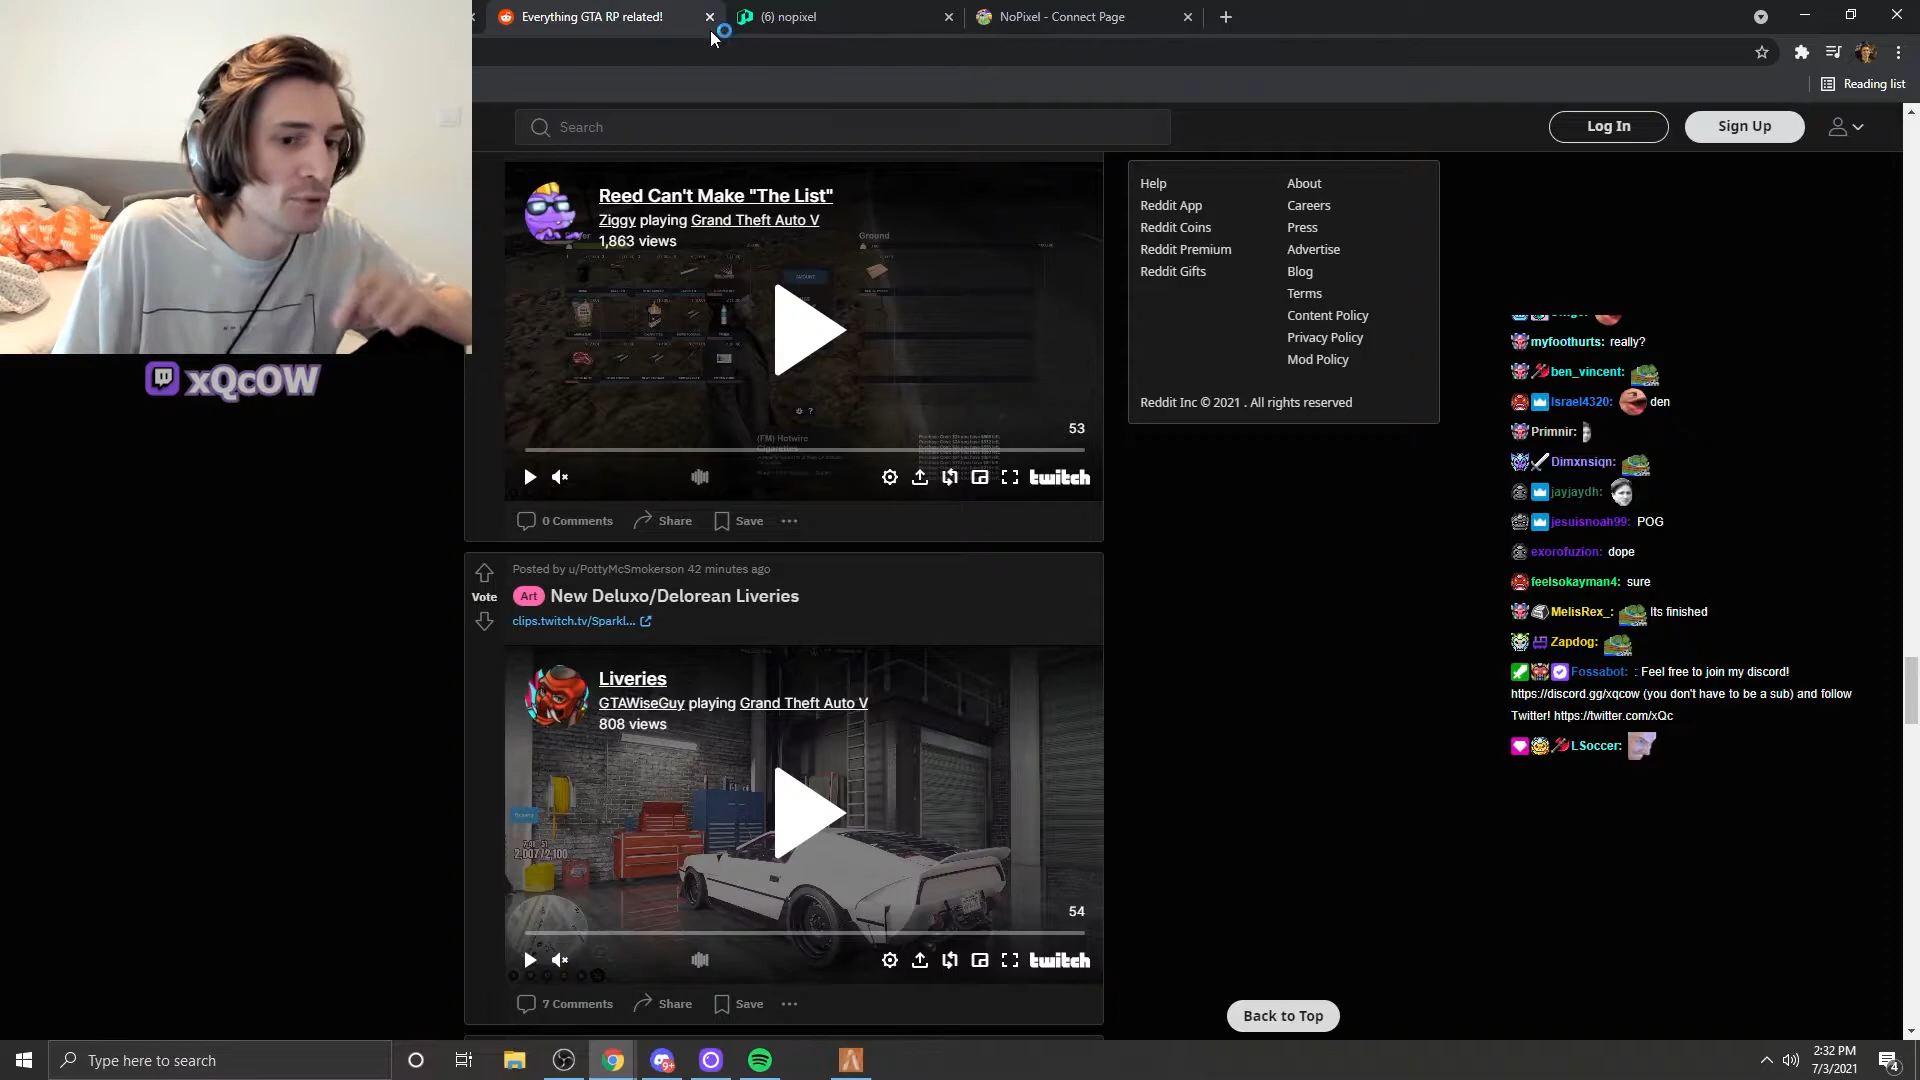 Everything GTA RP related!
(6) nopixel
NoPixel - Connect Page
Reading list
Search
Log In
Sign Up
Reed Can't Make "The List"
Ziggy playing Grand Theft Auto V
1,863 views
Ground
53
twitch
0 Comments
Share
Save
Help
Reddit App
Reddit Coins
Reddit Premium
Reddit Gifts
About
Careers
Press
Advertise
Blog
Terms
Content Policy
Privacy Policy
Mod Policy
Reddit Inc © 2021 . All rights reserved
xQcOW
Vote
Posted by u/PottyMcSmokerson 42 minutes ago
Art New Deluxo/Delorean Liveries
clips.twitch.tv/Sparkl...
Liveries
GTAWiseGuy playing Grand Theft Auto V
808 views
54
twitch
7 Comments
Share
Save
Back to Top
myfoothurts: really?
ben_vincent:
Israel4320: den
Primnir:
Dimxnsiqn:
jayjaydh:
jesuisnoah99: POG
exorofuzion: dope
feelsokayman4: sure
MelisRex_: Its finished
Zapdog:
Fossabot: : Feel free to join my discord!
https://discord.gg/xqcow (you don't have to be a sub) and follow
Twitter! https://twitter.com/xQc
LSoccer:
Type here to search
9+
2:32 PM
7/3/2021
4